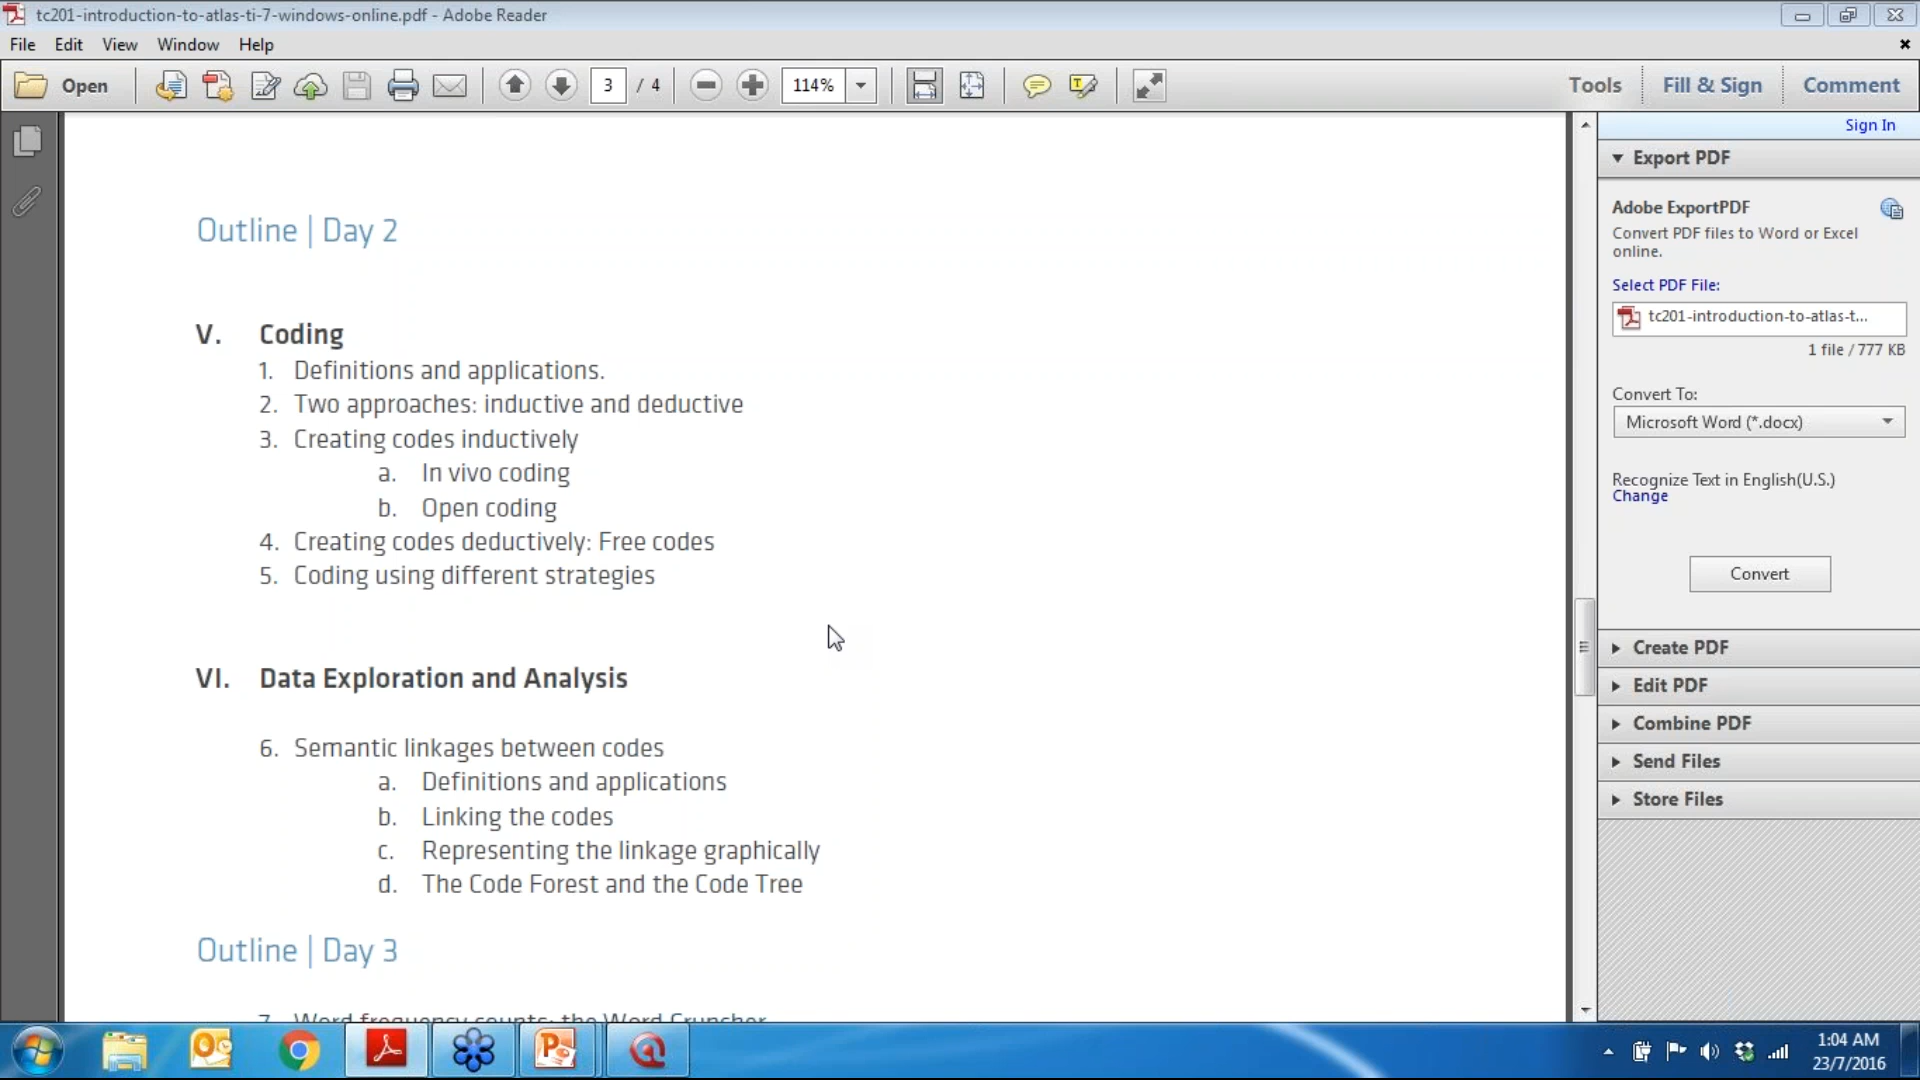 tc201-introduction-to-atlas-ti-7-windows-online.pdf - Adobe Reader
File Edit View Window Help
Open 3 / 4 114% Tools Fill & Sign Comment
Sign In
Export PDF
Adobe ExportPDF
Convert PDF files to Word or Excel
online.
Select PDF File:
tc201-introduction-to-atlas-t...
1 file / 777 KB
Convert To:
Microsoft Word (*.docx)
Recognize Text in English(U.S.)
Change
Convert
Create PDF
Edit PDF
Combine PDF
Send Files
Store Files
Outline | Day 2
V. Coding
1. Definitions and applications.
2. Two approaches: inductive and deductive
3. Creating codes inductively
a. In vivo coding
b. Open coding
4. Creating codes deductively: Free codes
5. Coding using different strategies
VI. Data Exploration and Analysis
6. Semantic linkages between codes
a. Definitions and applications
b. Linking the codes
c. Representing the linkage graphically
d. The Code Forest and the Code Tree
Outline | Day 3
7. Word frequency counts: the Word Cruncher
1:04 AM
23/7/2016